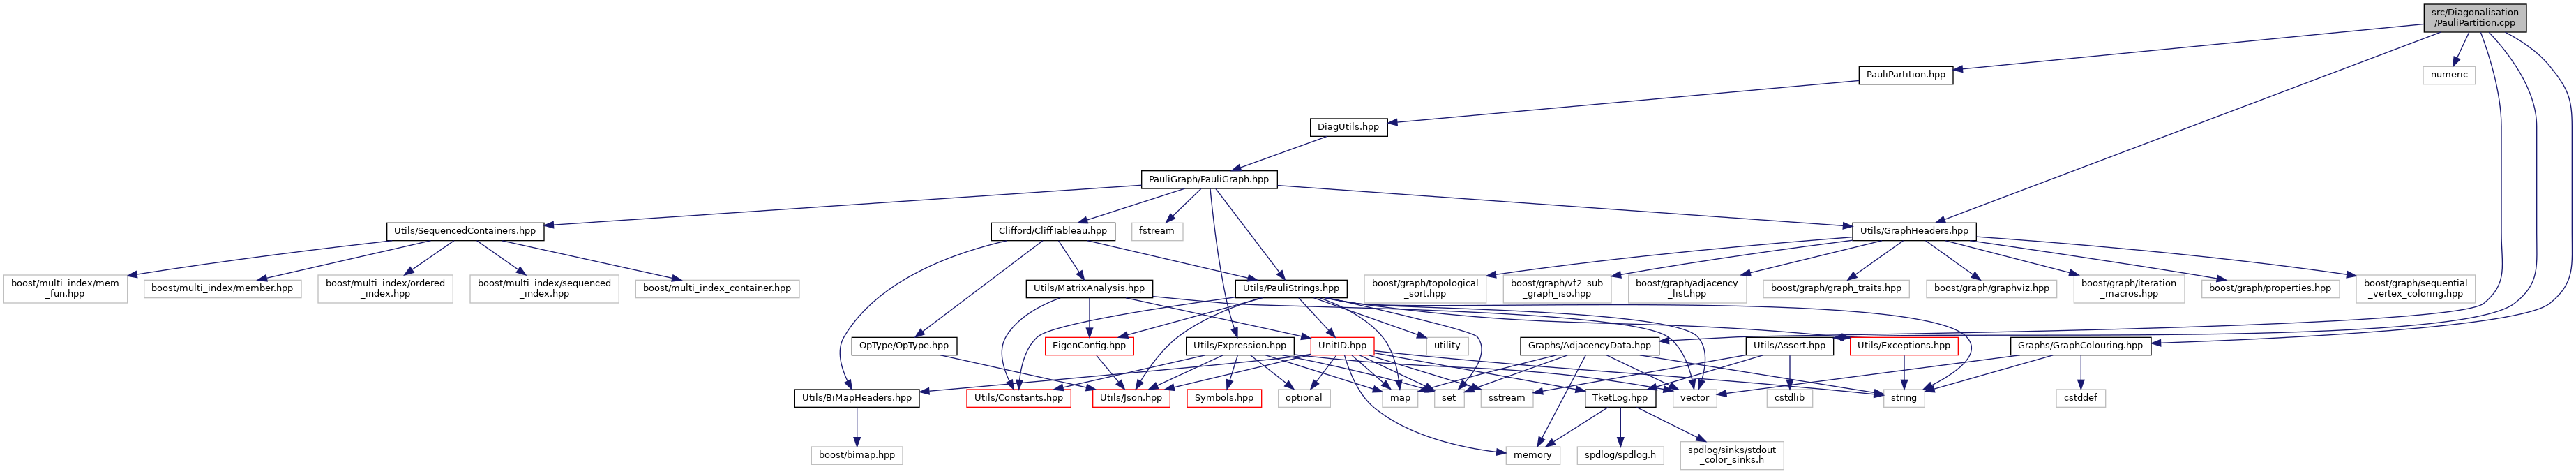 src/Diagonalisation
/PauliPartition.cpp
PauliPartition.hpp
numeric
DiagUtils.hpp
PauliGraph/PauliGraph.hpp
Utils/SequencedContainers.hpp
Clifford/CliffTableau.hpp
fstream
Utils/GraphHeaders.hpp
boost/multi_index/mem
_fun.hpp
boost/multi_index/member.hpp
boost/multi_index/ordered
_index.hpp
boost/multi_index/sequenced
_index.hpp
boost/multi_index_container.hpp
Utils/MatrixAnalysis.hpp
Utils/PauliStrings.hpp
boost/graph/topological
_sort.hpp
boost/graph/vf2_sub
_graph_iso.hpp
boost/graph/adjacency
_list.hpp
boost/graph/graph_traits.hpp
boost/graph/graphviz.hpp
boost/graph/iteration
_macros.hpp
boost/graph/properties.hpp
boost/graph/sequential
_vertex_coloring.hpp
OpType/OpType.hpp
EigenConfig.hpp
Utils/Expression.hpp
UnitID.hpp
utility
Graphs/AdjacencyData.hpp
Utils/Assert.hpp
Utils/Exceptions.hpp
Graphs/GraphColouring.hpp
Utils/BiMapHeaders.hpp
Utils/Constants.hpp
Utils/Json.hpp
Symbols.hpp
optional
map
set
sstream
TketLog.hpp
vector
cstdlib
string
cstddef
boost/bimap.hpp
memory
spdlog/spdlog.h
spdlog/sinks/stdout
_color_sinks.h